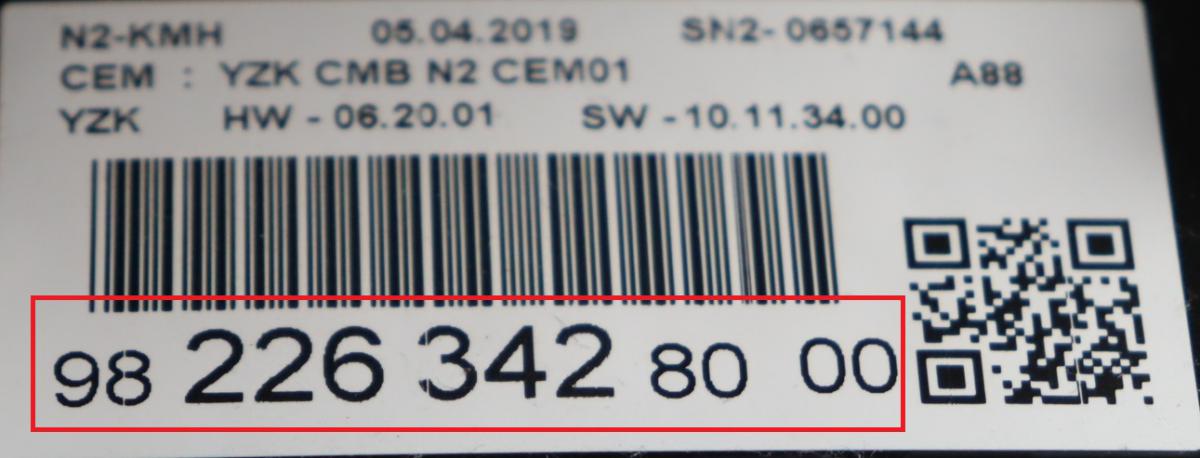 N2-KMH 05.04.2019 SN2- 0657144
CEM : YZK CMB N2 CEM01 A88
YZK HW - 06.20.01 SW - 10.11.34.00
98 226 342 80 00